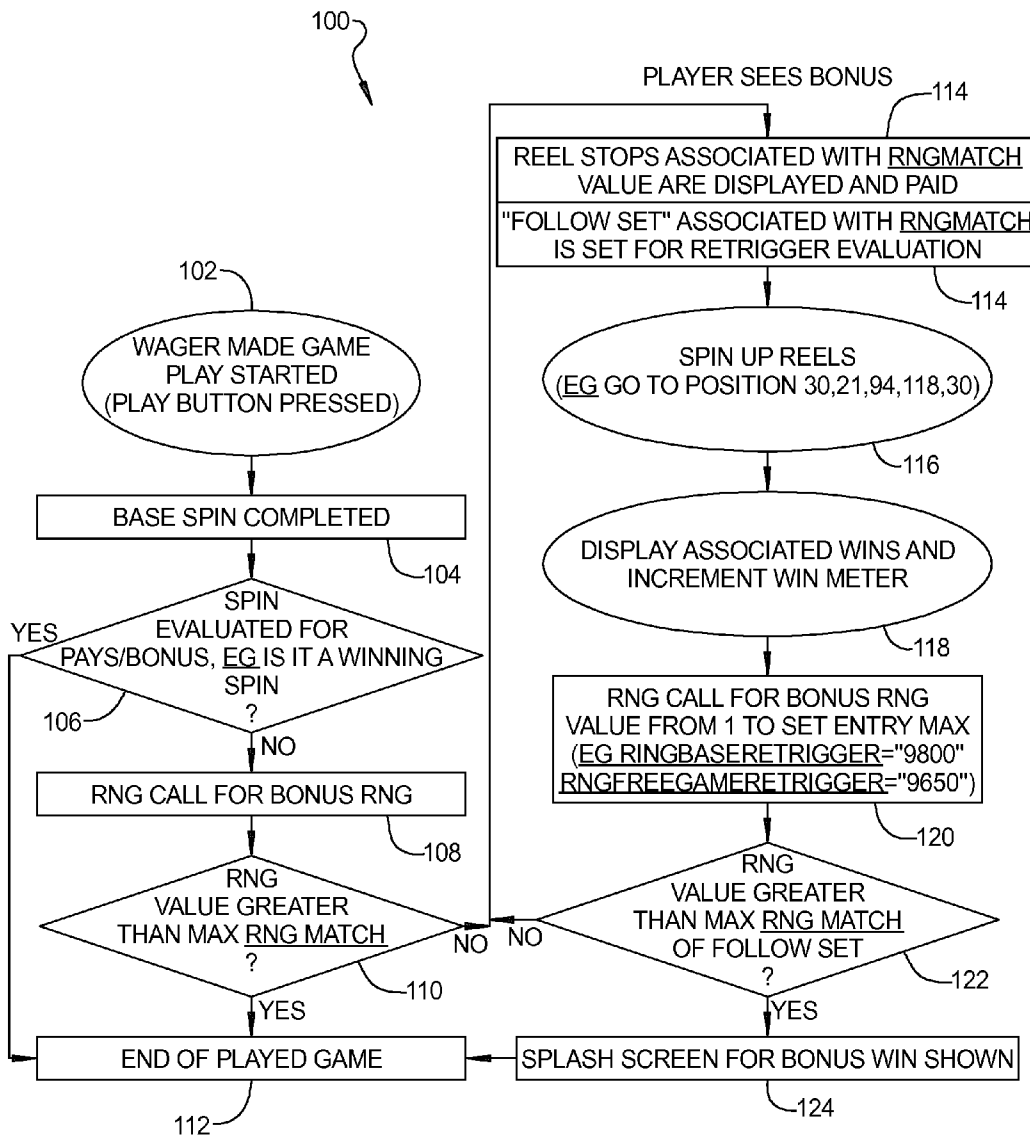 100
PLAYER SEES BONUS
114
REEL STOPS ASSOCIATED WITH RNGMATCH
VALUE ARE DISPLAYED AND PAID
"FOLLOW SET" ASSOCIATED WITH RNGMATCH
IS SET FOR RETRIGGER EVALUATION
114
102
WAGER MADE GAME
PLAY STARTED
(PLAY BUTTON PRESSED)
SPIN UP REELS
(EG GO TO POSITION 30,21,94,118,30)
116
BASE SPIN COMPLETED
104
DISPLAY ASSOCIATED WINS AND
INCREMENT WIN METER
118
YES
SPIN
EVALUATED FOR
PAYS/BONUS, EG IS IT A WINNING
SPIN
?
106
NO
RNG CALL FOR BONUS RNG
VALUE FROM 1 TO SET ENTRY MAX
(EG RINGBASERETRIGGER="9800"
RNGFREEGAMERETRIGGER="9650")
120
RNG CALL FOR BONUS RNG
108
RNG
VALUE GREATER
THAN MAX RNG MATCH
?
NO
110
YES
RNG
VALUE GREATER
THAN MAX RNG MATCH
OF FOLLOW SET
?
NO
122
YES
END OF PLAYED GAME
112
SPLASH SCREEN FOR BONUS WIN SHOWN
124